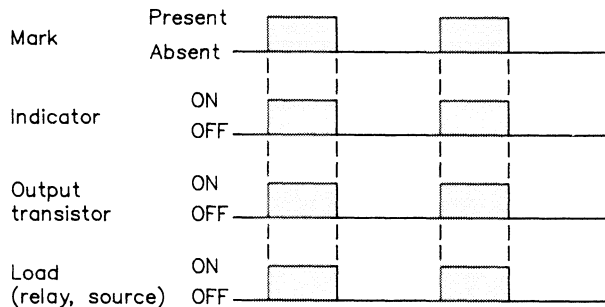 Present
Mark
Absent
ON
Indicator
OFF
Output
ON
transistor
OFF
Load
ON
(relay, source)
OFF